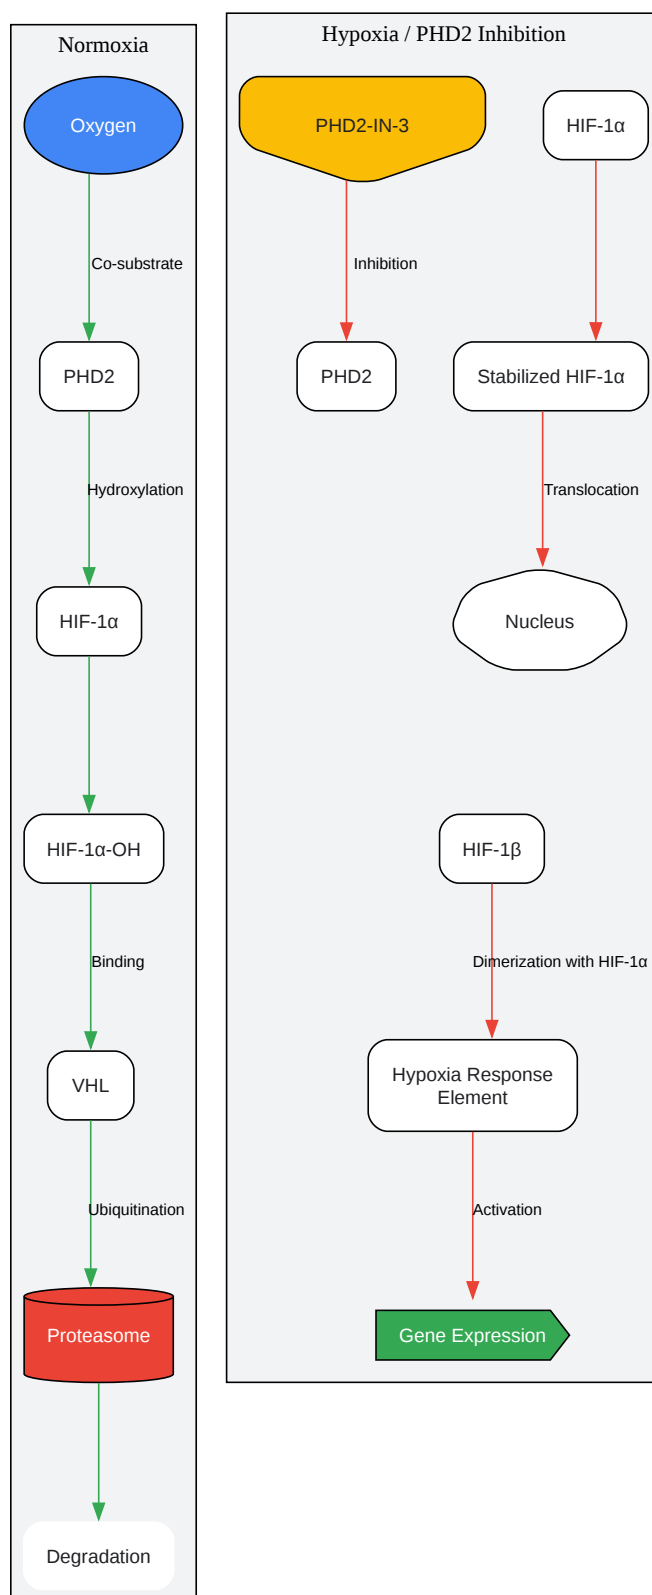 Normoxia
Oxygen
Co-substrate
PHD2
Hydroxylation
HIF-1α
HIF-1α-OH
Binding
VHL
Ubiquitination
Proteasome
Degradation
Hypoxia / PHD2 Inhibition
PHD2-IN-3
Inhibition
PHD2
HIF-1α
Stabilized HIF-1α
Translocation
Nucleus
HIF-1β
Dimerization with HIF-1α
Hypoxia Response
Element
Activation
Gene Expression